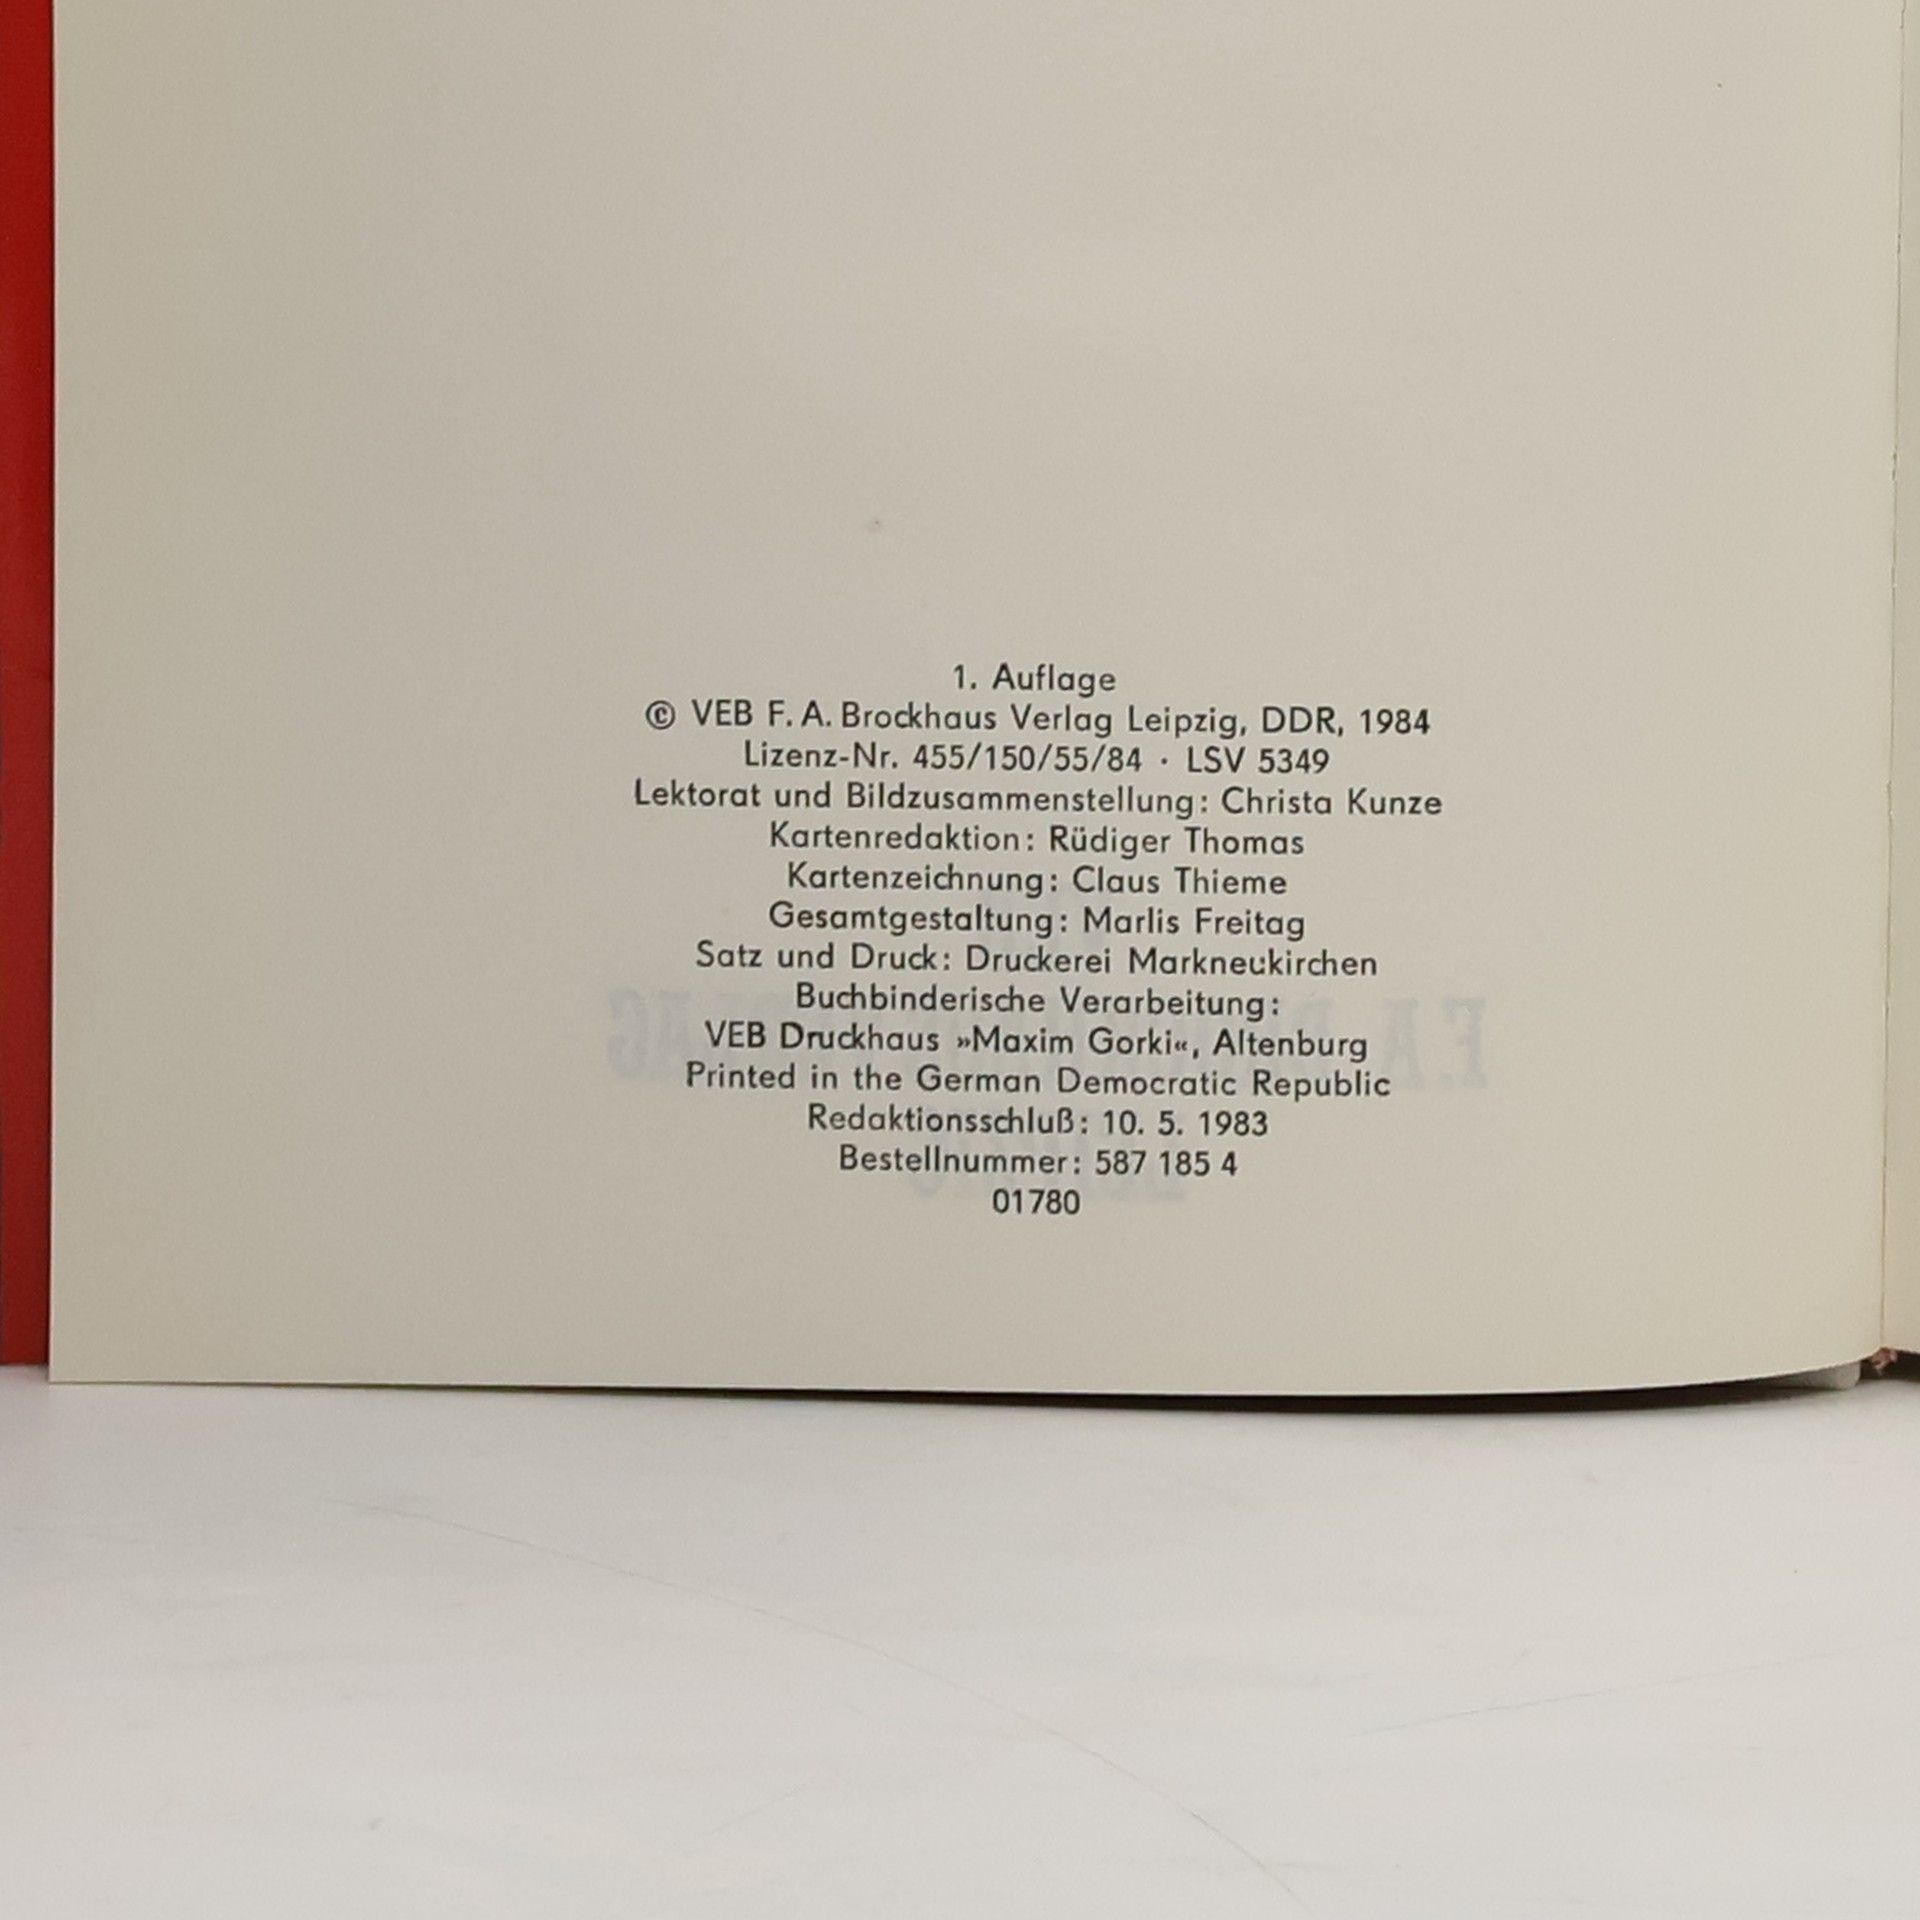 1. Auflage
© VEB F. A. Brockhaus Verlag Leipzig, DDR, 1984
Lizenz-Nr. 455/150/55/84 · LSV 5349
Lektorat und Bildzusammenstellung: Christa Kunze
Kartenredaktion: Rüdiger Thomas
Kartenzeichnung: Claus Thieme
Gesamtgestaltung: Marlis Freitag
Satz und Druck: Druckerei Markneukirchen
Buchbinderische Verarbeitung:
VEB Druckhaus »Maxim Gorki«, Altenburg
Printed in the German Democratic Republic
Redaktionsschluß: 10. 5. 1983
Bestellnummer: 587 185 4
01780